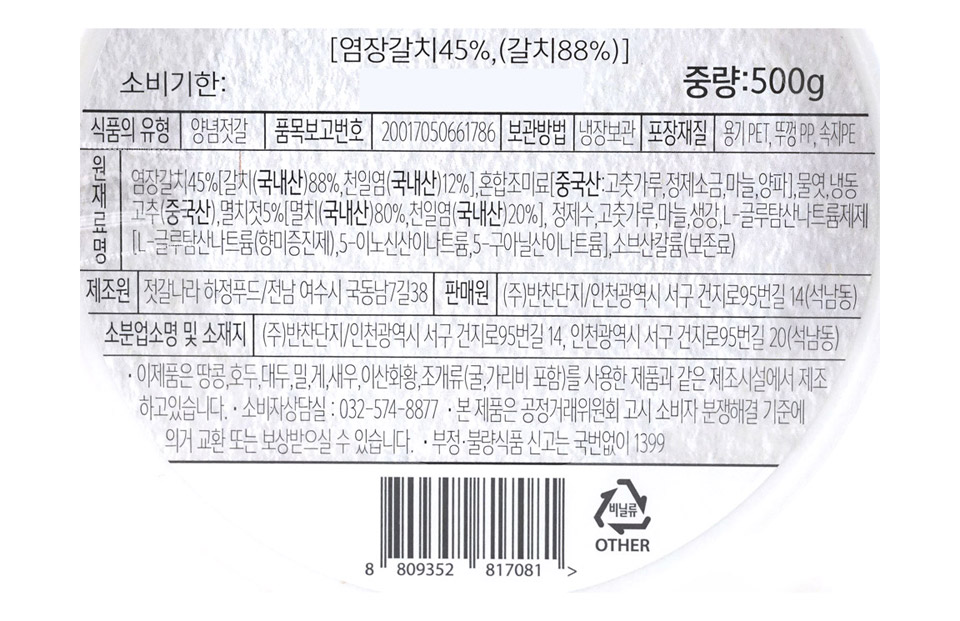 [염장갈치45%,(갈치88%)]
소비기한:
중량:500g
식품의 유형 양념젓갈 품목보고번호 20017050661786 보관방법 냉장보관 포장재질 용기 PET, 뚜껑 PP, 속지PE
원재료명
염장갈치45%[갈치(국내산)88%,천일염(국내산)12%],혼합조미료[중국산:고춧가루,정제소금,마늘,양파],물엿,냉동
고추(중국산),멸치젓5%[멸치(국내산)80%,천일염(국내산)20%], 정제수,고춧가루,마늘,생강,L-글루탐산나트륨제제
[L-글루탐산나트륨(향미증진제),5-이노신산이나트륨,5-구아닐산이나트륨],소브산칼륨(보존료)
제조원 젓갈나라 하정푸드/전남 여수시 국동남7길38 판매원 (주)반찬단지/인천광역시 서구 건지로95번길 14(석남동)
소분업소명 및 소재지 (주)반찬단지/인천광역시 서구 건지로95번길 14, 인천광역시 서구 건지로95번길 20(석남동)
·이제품은 땅콩,호두,대두,밀,게,새우,이산화황,조개류(굴,가리비 포함)를 사용한 제품과 같은 제조시설에서 제조
하고있습니다. ·소비자상담실 : 032-574-8877 ·본 제품은 공정거래위원회 고시 소비자 분쟁해결 기준에
의거 교환 또는 보상받으실 수 있습니다. ·부정·불량식품 신고는 국번없이 1399
비닐류
OTHER
8 809352 817081 >